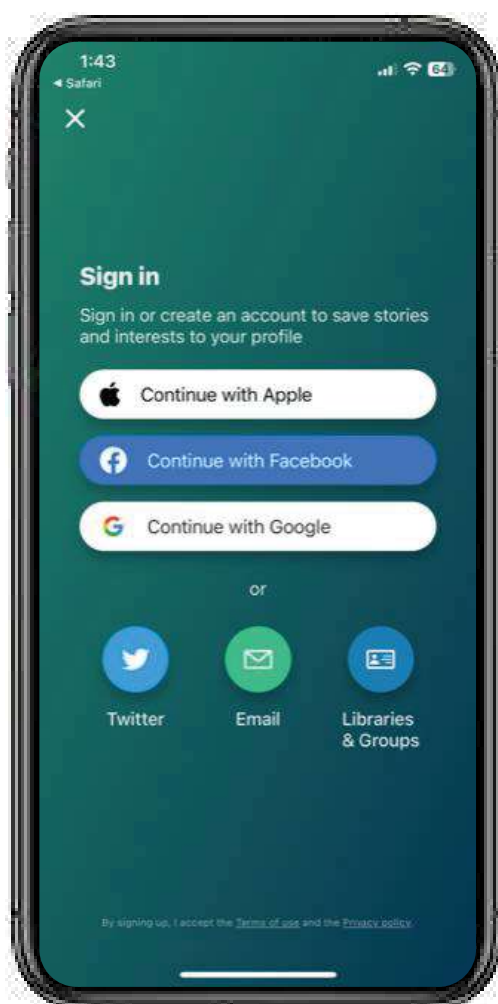 1:43
64
◄ Safari
Sign in
Sign in or create an account to save stories
and interests to your profile
Continue with Apple
Continue with Facebook
Continue with Google
or
Twitter
Email
Libraries
& Groups
By signing up, I accept the Terms of use and the Privacy policy.